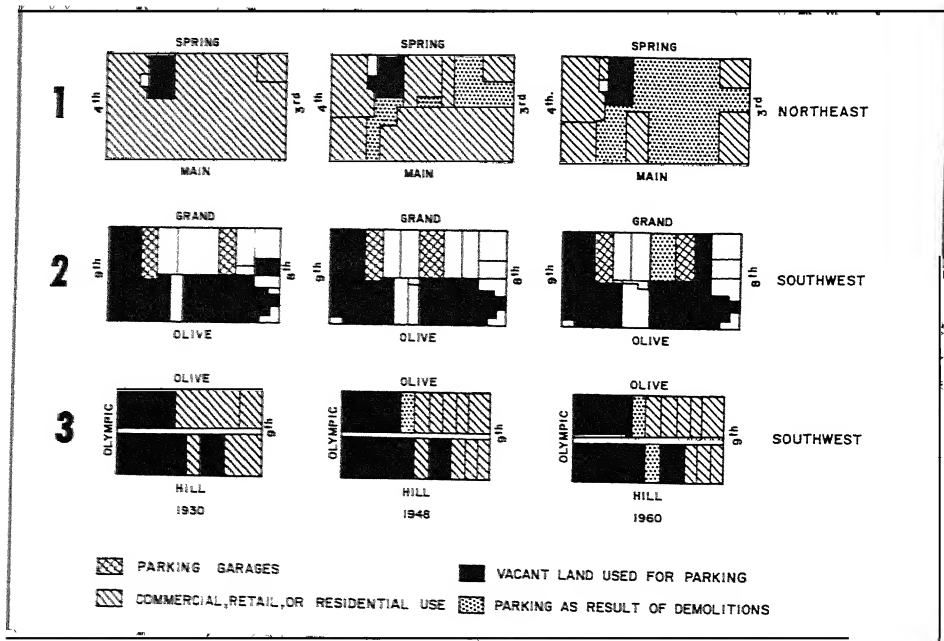 SPRING SPRING SPRING
1 4th 3rd 4th 3rd 4th. 3rd NORTHEAST
MAIN MAIN MAIN
GRAND GRAND GRAND
2 9th 8th 9th 8th 9th 8th SOUTHWEST
OLIVE OLIVE OLIVE
OLIVE OLIVE OLIVE
3 OLYMPIC 9th OLYMPIC 9th OLYMPIC 9th SOUTHWEST
HILL HILL HILL
1930 1948 1960
PARKING GARAGES VACANT LAND USED FOR PARKING
COMMERCIAL, RETAIL, OR RESIDENTIAL USE PARKING AS RESULT OF DEMOLITIONS